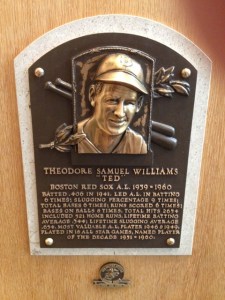 THEODORE SAMUEL WILLIAMS
"TED"
BOSTON RED SOX A.L. 1939 - 1960
BATTED .406 IN 1941. LED A.L. IN BATTING
6 TIMES; SLUGGING PERCENTAGE 9 TIMES;
TOTAL BASES 6 TIMES; RUNS SCORED 6 TIMES;
BASES ON BALLS 8 TIMES. TOTAL HITS 2654
INCLUDED 521 HOME RUNS. LIFETIME BATTING
AVERAGE .344; LIFETIME SLUGGING AVERAGE
.634. MOST VALUABLE A.L. PLAYER 1946 & 1949.
PLAYED IN 18 ALL STAR GAMES, NAMED PLAYER
OF THE DECADE 1951 - 1960.